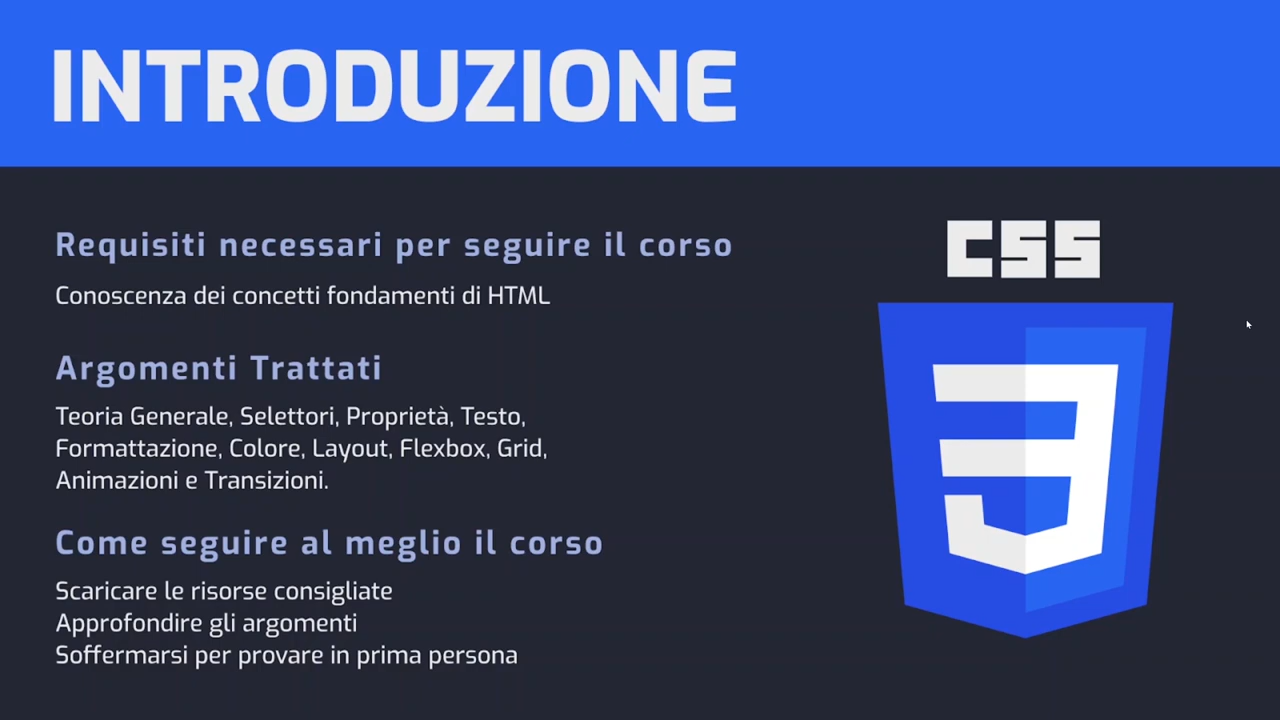 INTRODUZIONE
Requisiti necessari per seguire il corso
Conoscenza dei concetti fondamenti di HTML
Argomenti Trattati
Teoria Generale, Selettori, Proprietà, Testo,
Formattazione, Colore, Layout, Flexbox, Grid,
Animazioni e Transizioni.
Come seguire al meglio il corso
Scaricare le risorse consigliate
Approfondire gli argomenti
Soffermarsi per provare in prima persona
CSS
3